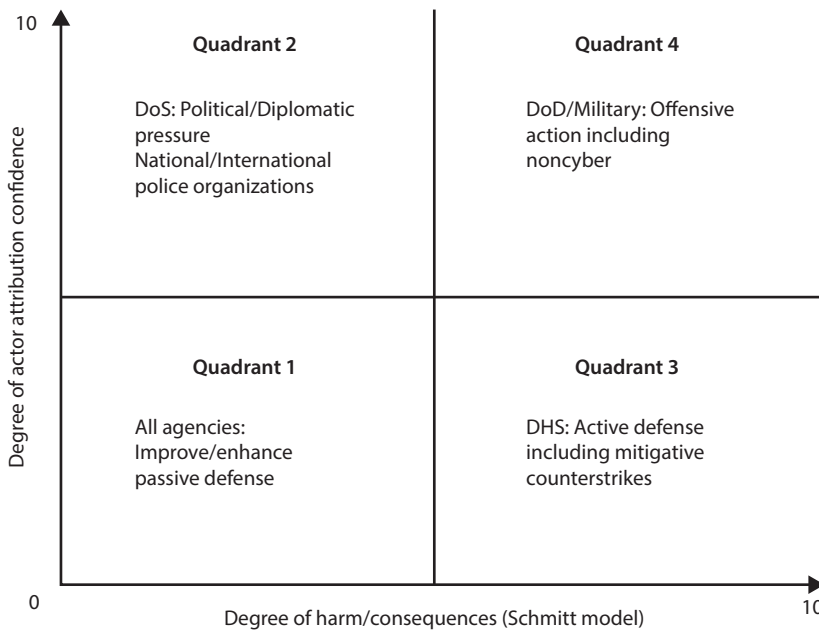 10
Quadrant 2
Quadrant 4
DoS: Political/Diplomatic
pressure
National/International
police organizations
DoD/Military: Offensive
action including
noncyber
Degree of actor attribution confidence
Quadrant 1
Quadrant 3
All agencies:
Improve/enhance
passive defense
DHS: Active defense
including mitigative
counterstrikes
0
Degree of harm/consequences (Schmitt model)
10